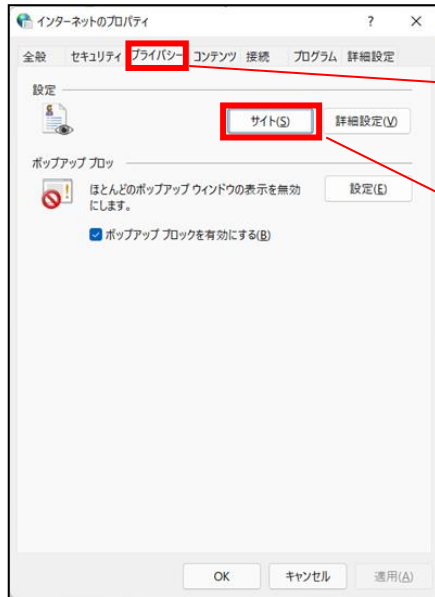 インターネットのプロパティ ? ×
全般 セキュリティ プライバシー コンテンツ 接続 プログラム 詳細設定
設定
サイト(S) 詳細設定(V)
ポップアップ ブロッ
ほとんどのポップアップ ウィンドウの表示を無効
にします。
設定(E)
ポップアップ ブロックを有効にする(B)
OK キャンセル 適用(A)